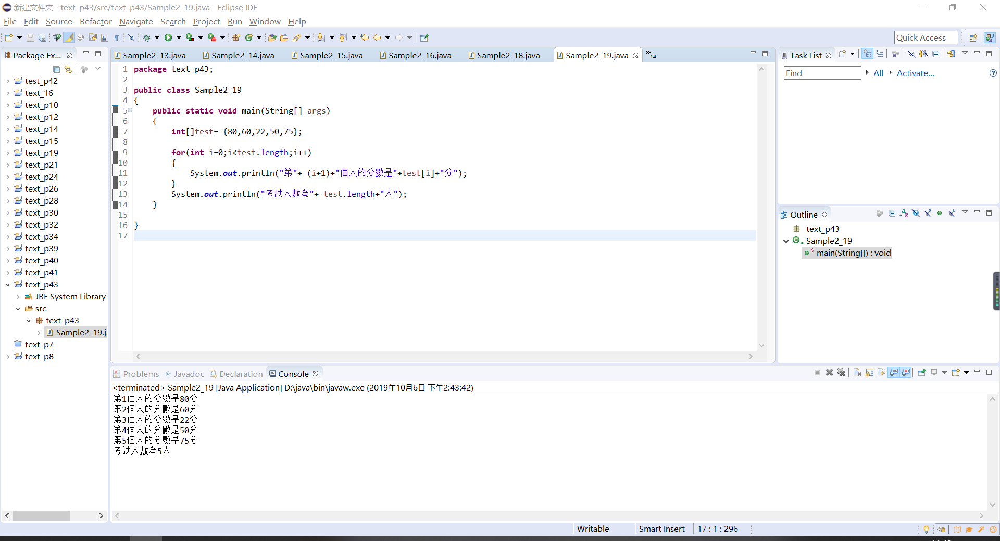 新建文件夹 - text_p43/src/text_p43/Sample2_19.java - Eclipse IDE
File Edit Source Refactor Navigate Search Project Run Window Help
Quick Access
Package Ex...
test_p42
text_16
text_p10
text_p12
text_p14
text_p15
text_p19
text_p21
text_p24
text_p26
text_p28
text_p30
text_p32
text_p34
text_p39
text_p40
text_p41
text_p43
JRE System Library
src
text_p43
Sample2_19.j
text_p7
text_p8
Sample2_13.java Sample2_14.java Sample2_15.java Sample2_16.java Sample2_18.java Sample2_19.java »14
1 package text_p43;
2
3 public class Sample2_19
4 {
5 public static void main(String[] args)
6 {
7 int[]test= {80,60,22,50,75};
8
9 for(int i=0;i<test.length;i++)
10 {
11 System.out.println("第"+ (i+1)+"個人的分數是"+test[i]+"分");
12 }
13 System.out.println("考試人數為"+ test.length+"人");
14 }
15
16 }
17
Task List
Find All Activate...
Outline
text_p43
Sample2_19
main(String[]) : void
Problems @ Javadoc Declaration Console
<terminated> Sample2_19 [Java Application] D:\java\bin\javaw.exe (2019年10月6日 下午2:43:42)
第1個人的分數是80分
第2個人的分數是60分
第3個人的分數是22分
第4個人的分數是50分
第5個人的分數是75分
考試人數為5人
Writable Smart Insert 17 : 1 : 296